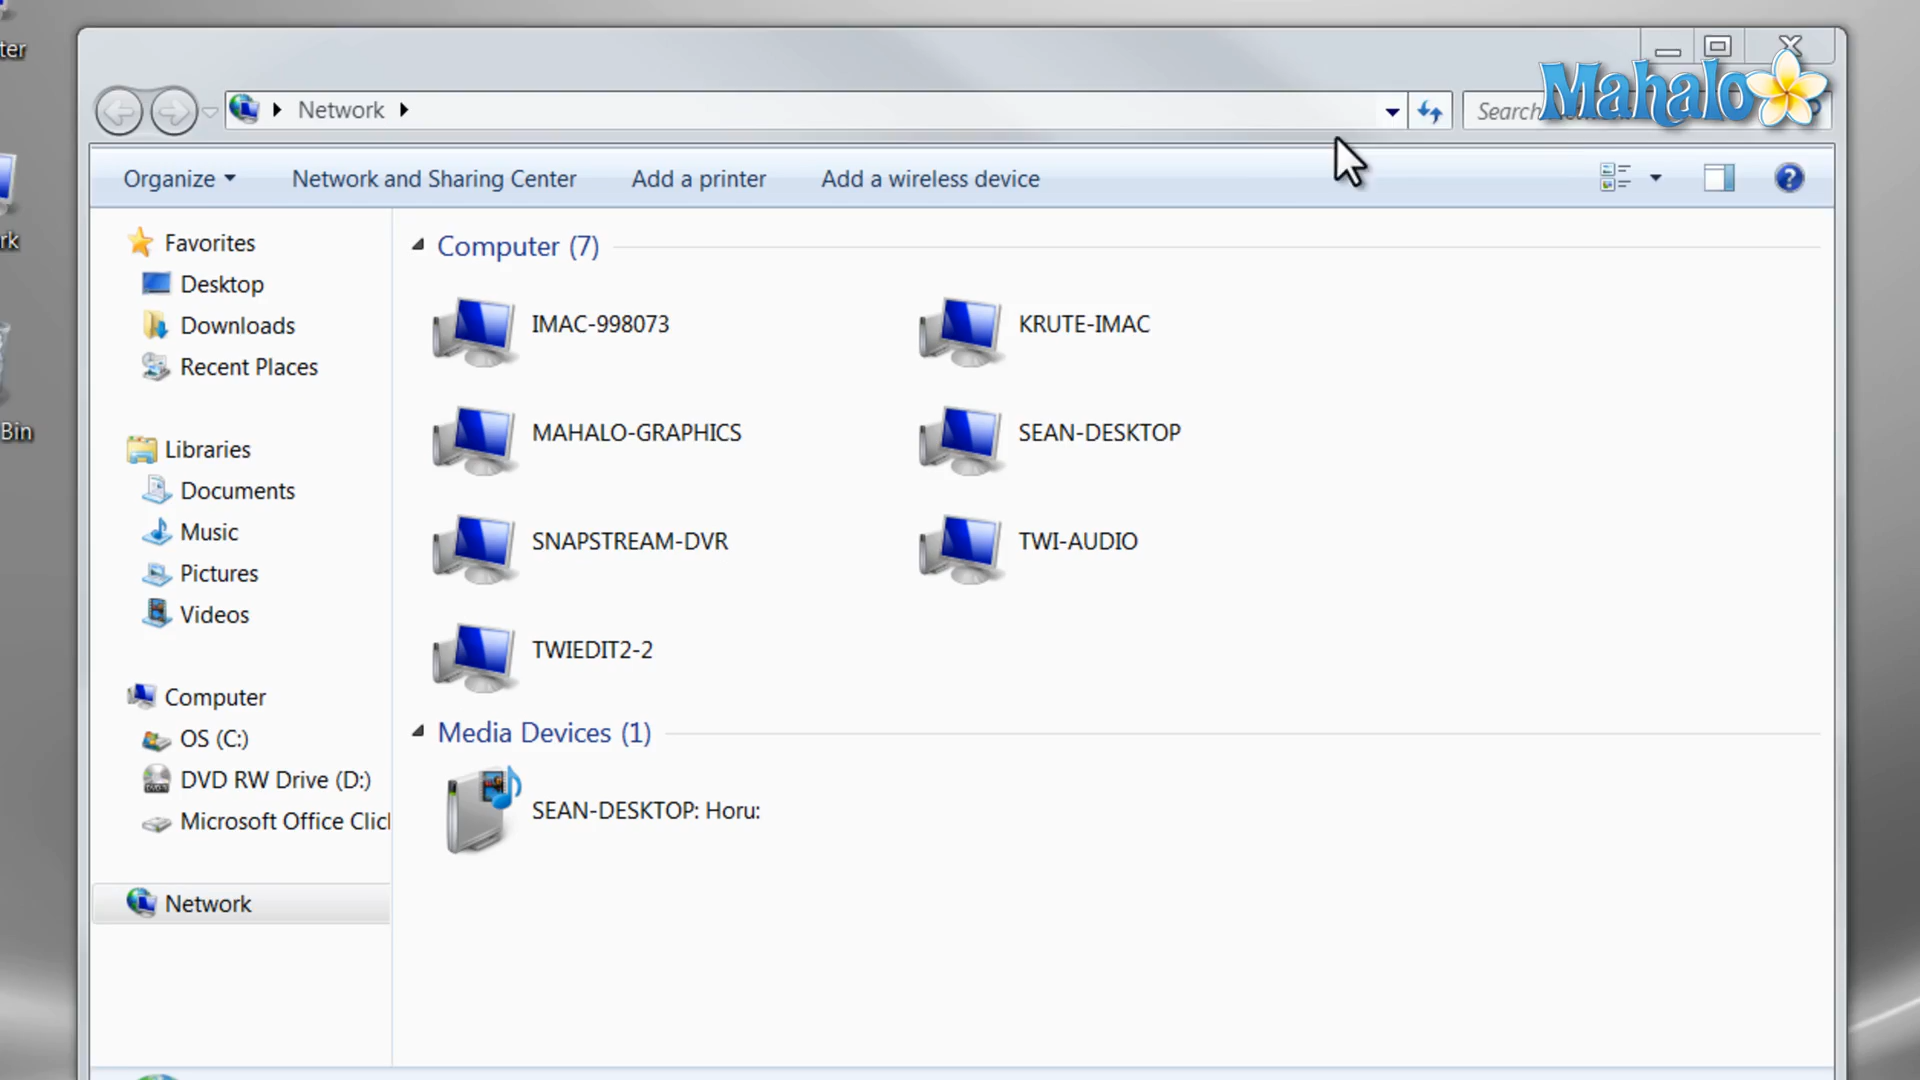 ter
Mahalo
Network
Search
Organize
Network and Sharing Center
Add a printer
Add a wireless device
rk
Bin
Favorites
Desktop
Downloads
Recent Places
Libraries
Documents
Music
Pictures
Videos
Computer
OS (C:)
DVD RW Drive (D:)
Microsoft Office Clicl
Network
Computer (7)
IMAC-998073
KRUTE-IMAC
MAHALO-GRAPHICS
SEAN-DESKTOP
SNAPSTREAM-DVR
TWI-AUDIO
TWIEDIT2-2
Media Devices (1)
SEAN-DESKTOP: Horu: